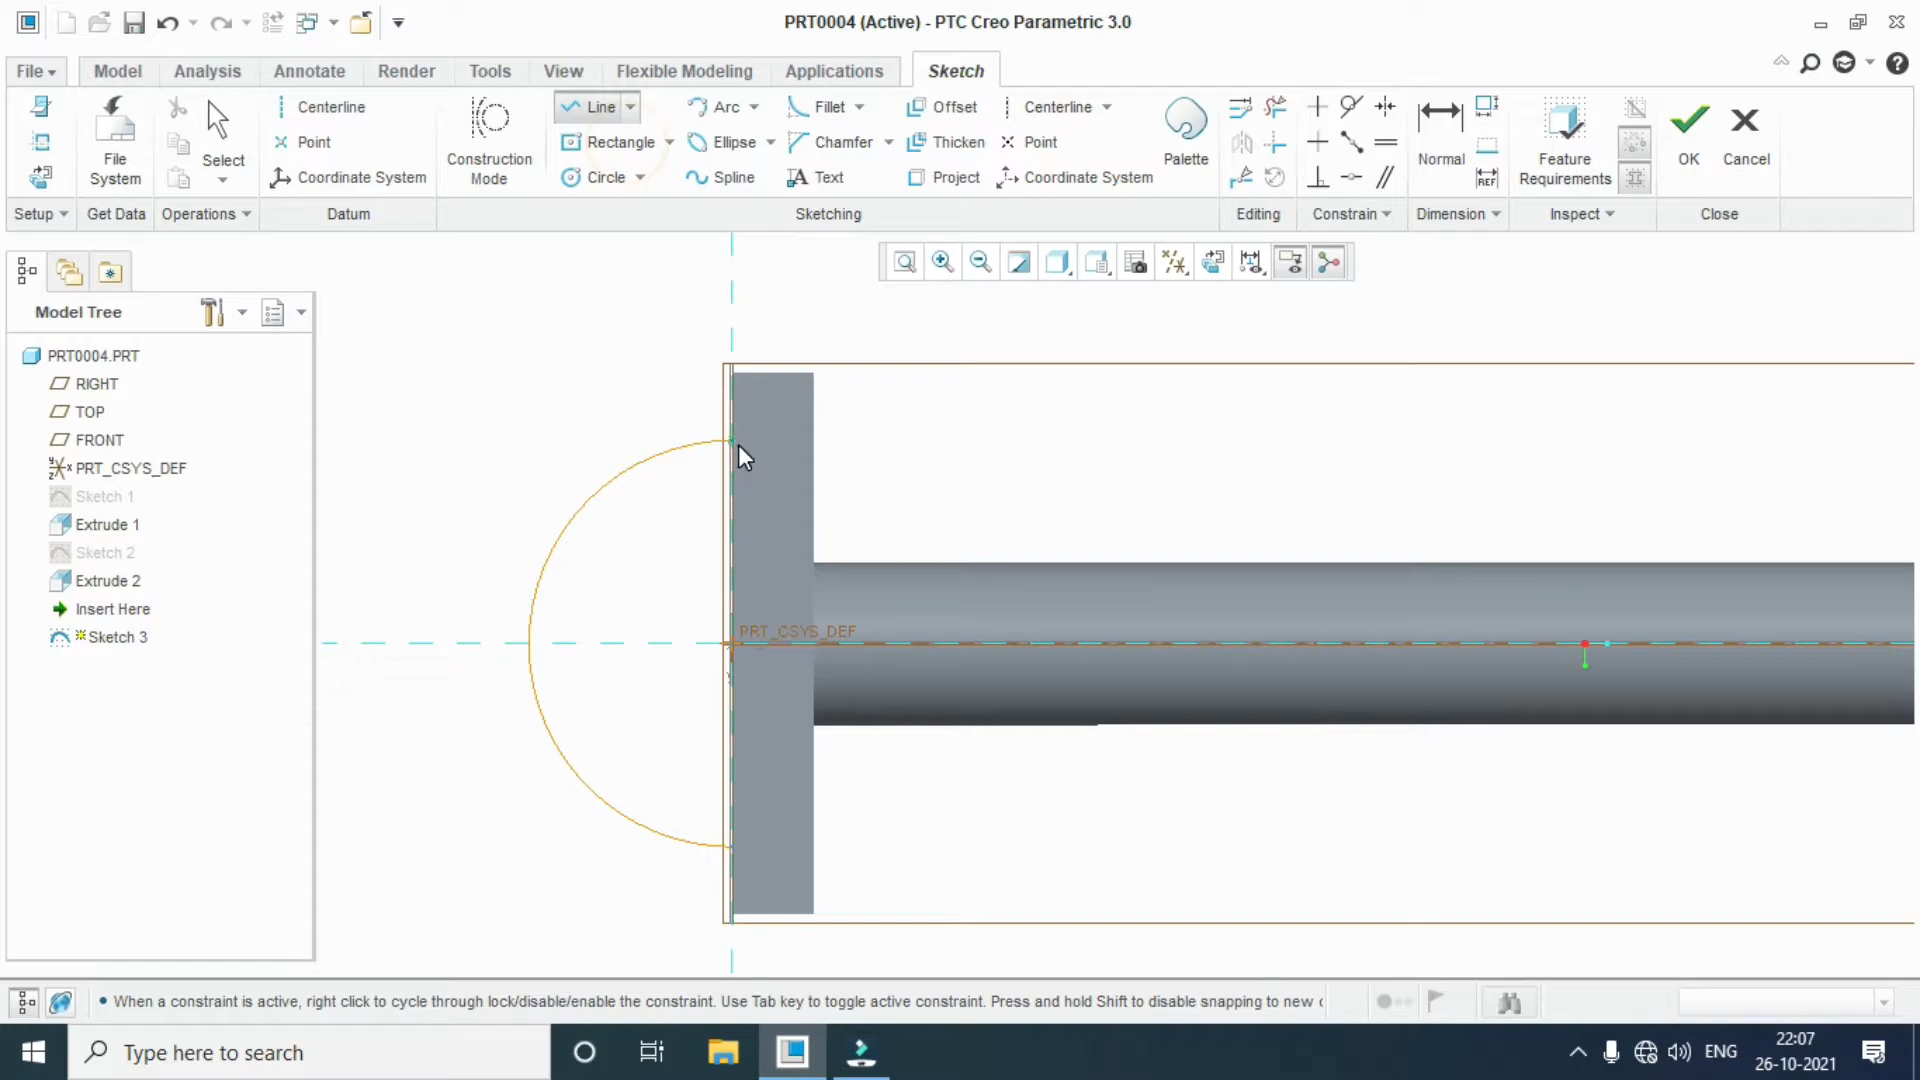 PRT0004 (Active) - PTC Creo Parametric 3.0
File Model Analysis Annotate Render Tools View Flexible Modeling Applications Sketch
File System
Select
Centerline
Point
Coordinate System
Construction Mode
Line
Rectangle
Circle
Arc
Ellipse
Spline
Fillet
Chamfer
Text
Offset
Thicken
Project
Centerline
Point
Coordinate System
Palette
Normal
REF
Feature Requirements
OK
Cancel
Setup Get Data Operations Datum Sketching Editing Constrain Dimension Inspect Close
Model Tree
PRT0004.PRT
RIGHT
TOP
FRONT
PRT_CSYS_DEF
Sketch 1
Extrude 1
Sketch 2
Extrude 2
Insert Here
Sketch 3
PRT_CSYS_DEF
When a constraint is active, right click to cycle through lock/disable/enable the constraint. Use Tab key to toggle active constraint. Press and hold Shift to disable snapping to new
Type here to search
ENG
22:07
26-10-2021